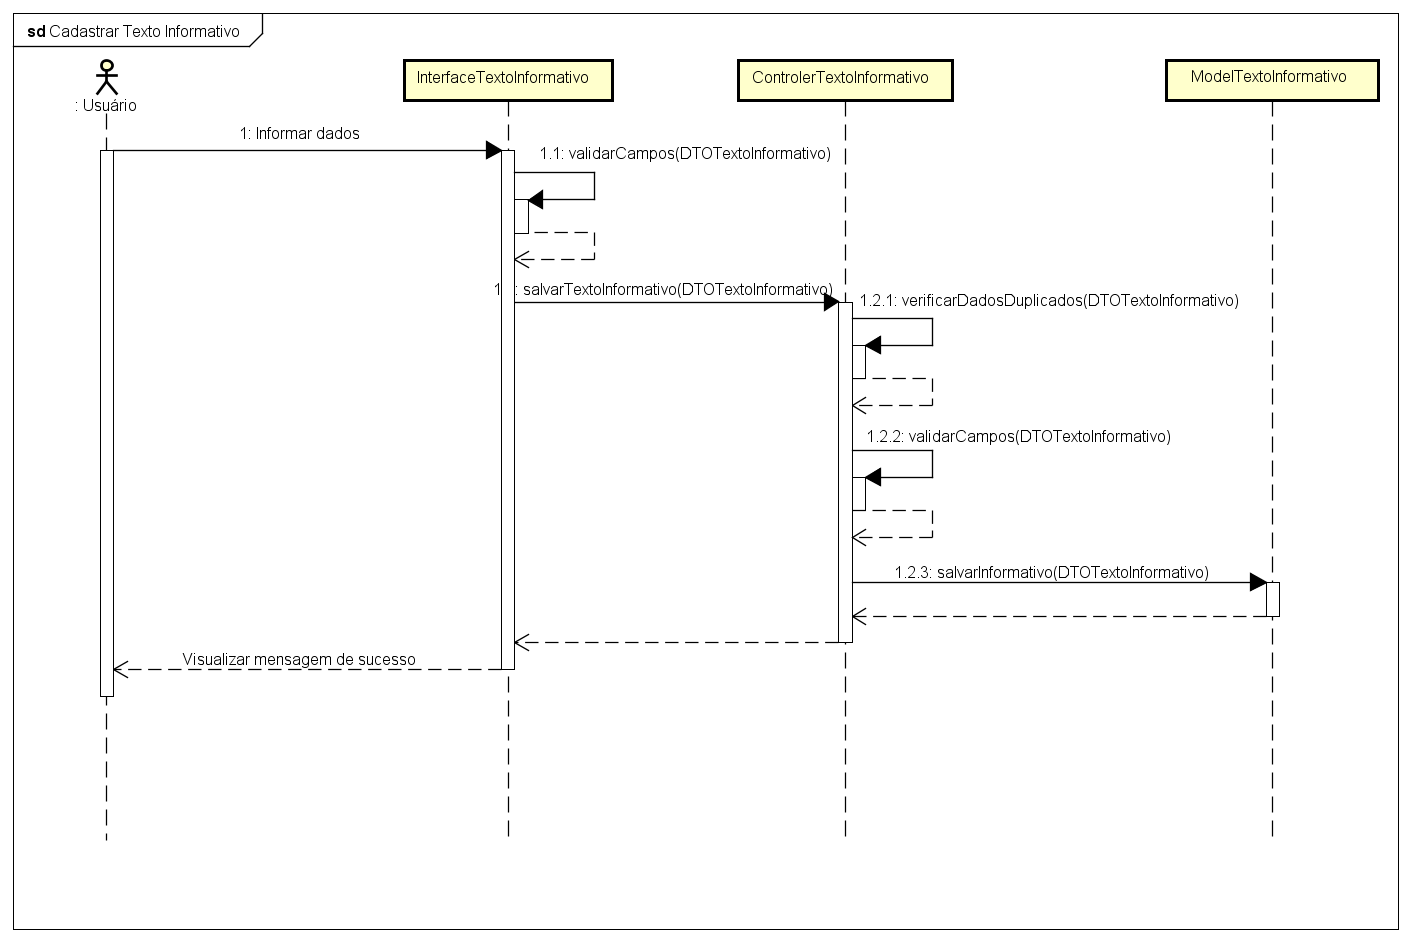 sd Cadastrar Texto Informativo
: Usuário
InterfaceTextoInformativo
ControlerTextoInformativo
ModelTextoInformativo
1: Informar dados
1.1: validarCampos(DTOTextoInformativo)
1 : salvarTextoInformativo(DTOTextoInformativo)
1.2.1: verificarDadosDuplicados(DTOTextoInformativo)
1.2.2: validarCampos(DTOTextoInformativo)
1.2.3: salvarInformativo(DTOTextoInformativo)
Visualizar mensagem de sucesso